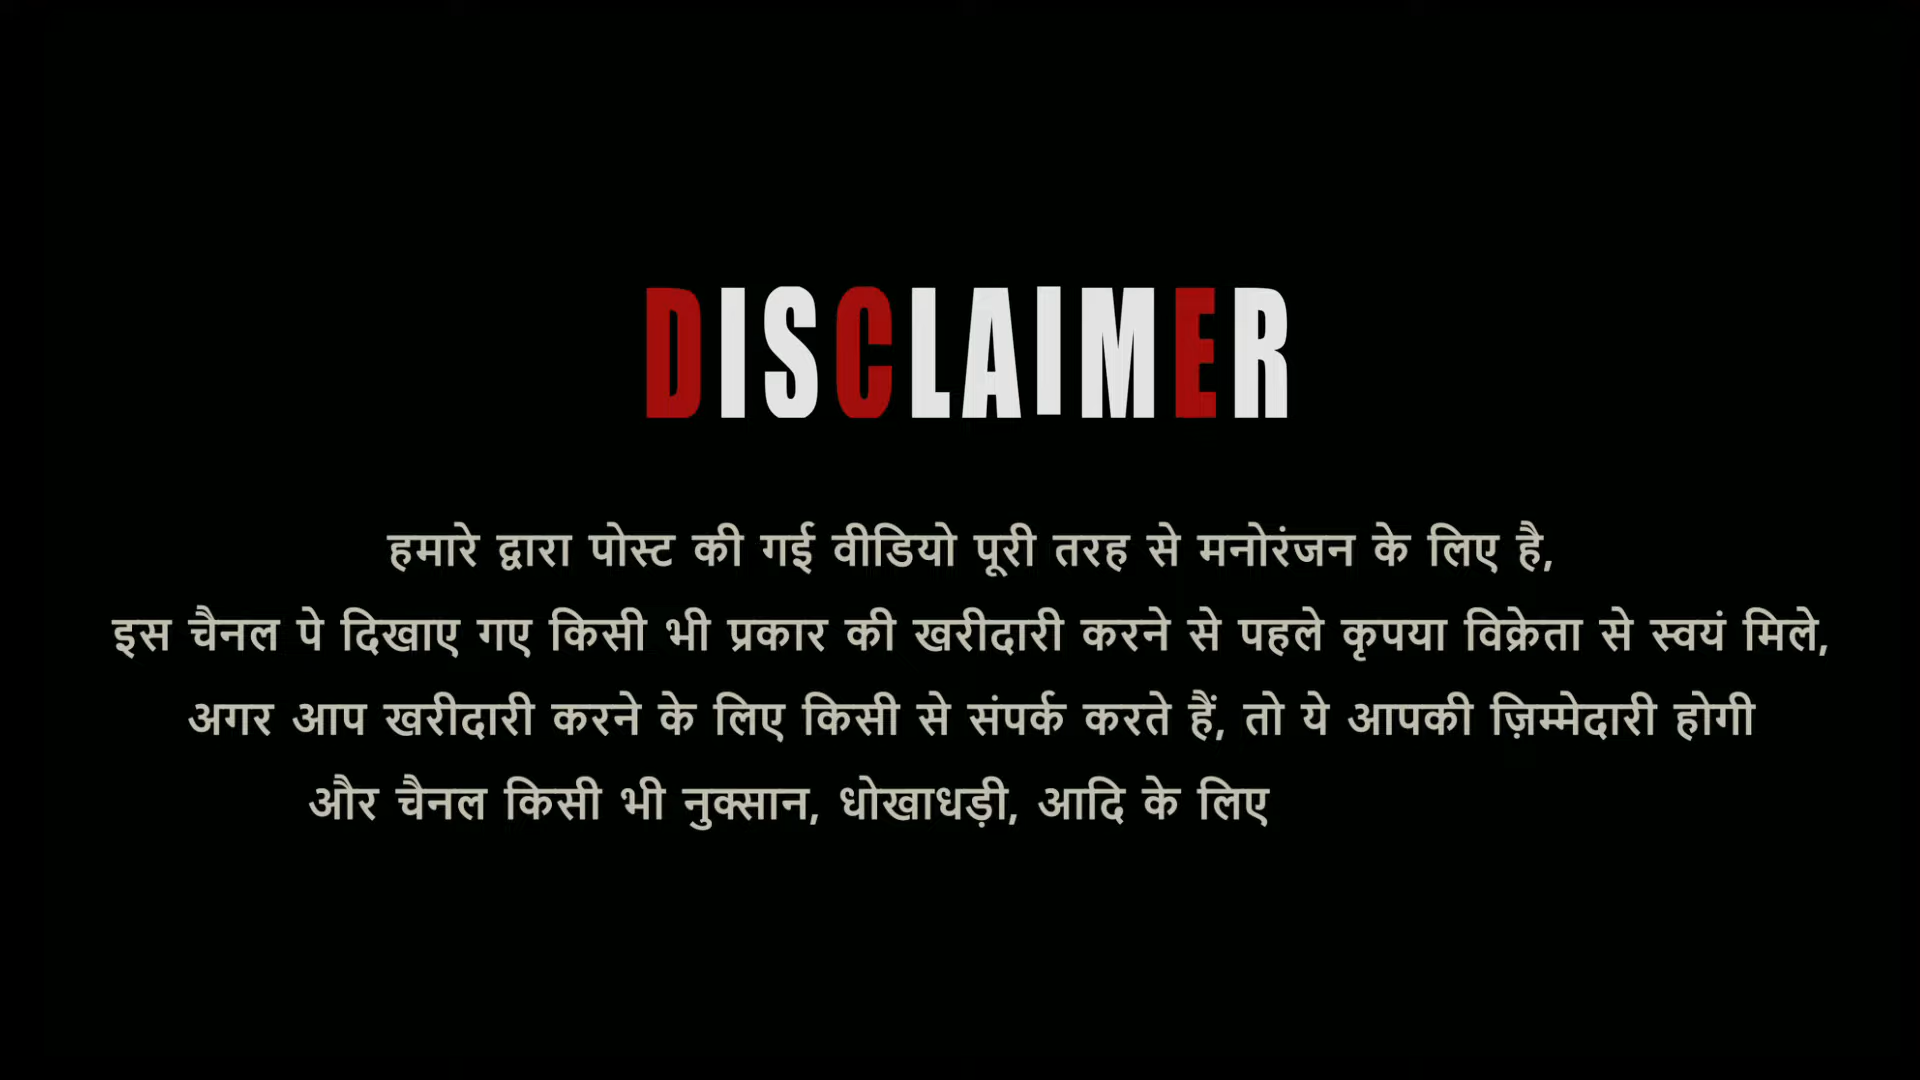 DISCLAIMER
हमारे द्वारा पोस्ट की गई वीडियो पूरी तरह से मनोरंजन के लिए है,
इस चैनल पे दिखाए गए किसी भी प्रकार की खरीदारी करने से पहले कृपया विक्रेता से स्वयं मिले,
अगर आप खरीदारी करने के लिए किसी से संपर्क करते हैं, तो ये आपकी ज़िम्मेदारी होगी
और चैनल किसी भी नुक्सान, धोखाधड़ी, आदि के लिए